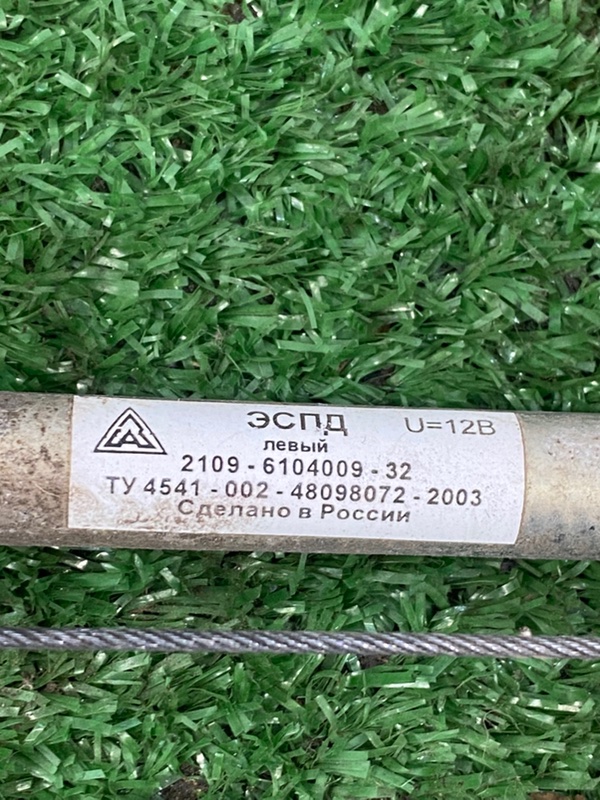 ЭСПД U=12В
левый
2109 - 6104009 - 32
ТУ 4541 - 002 - 48098072 - 2003
Сделано в России